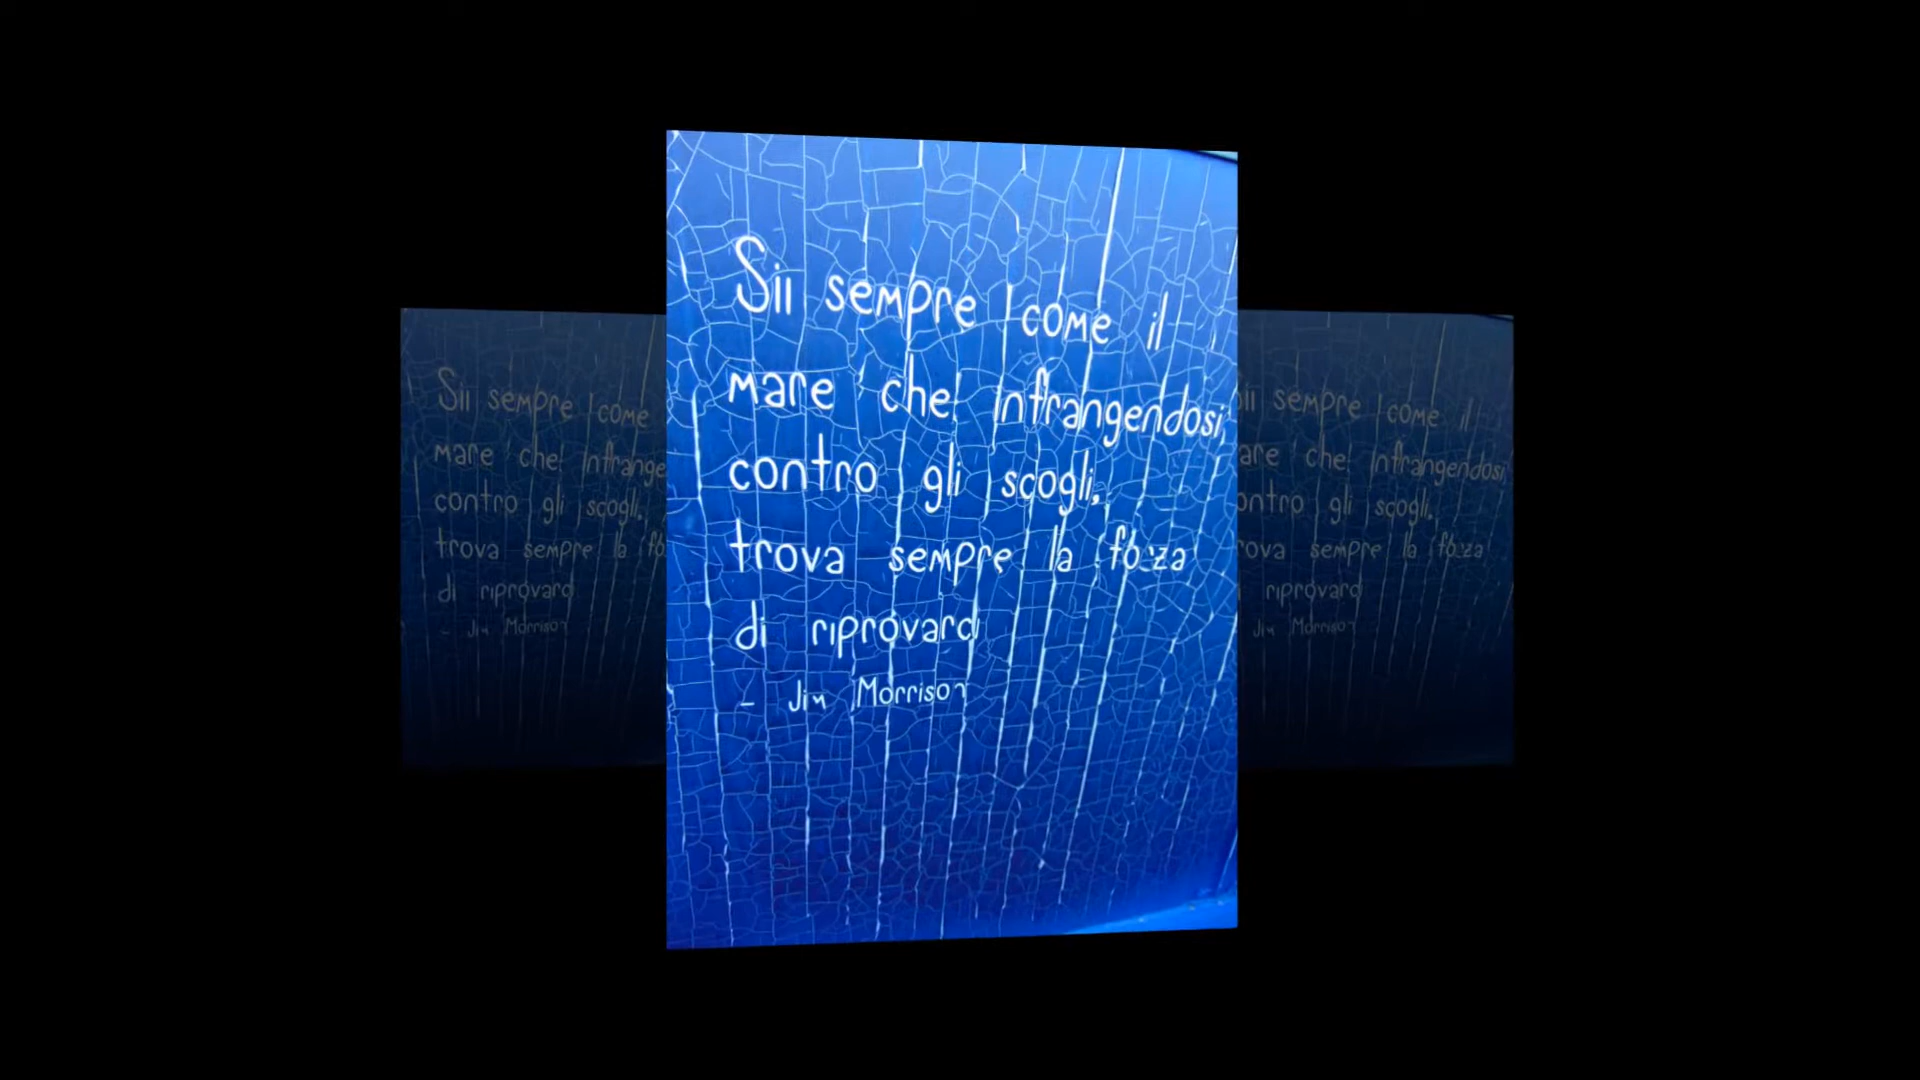 Sii sempre come il
mare che infrangendosi,
contro gli scogli,
trova sempre la forza
di riprovarci
- Jim Morrison